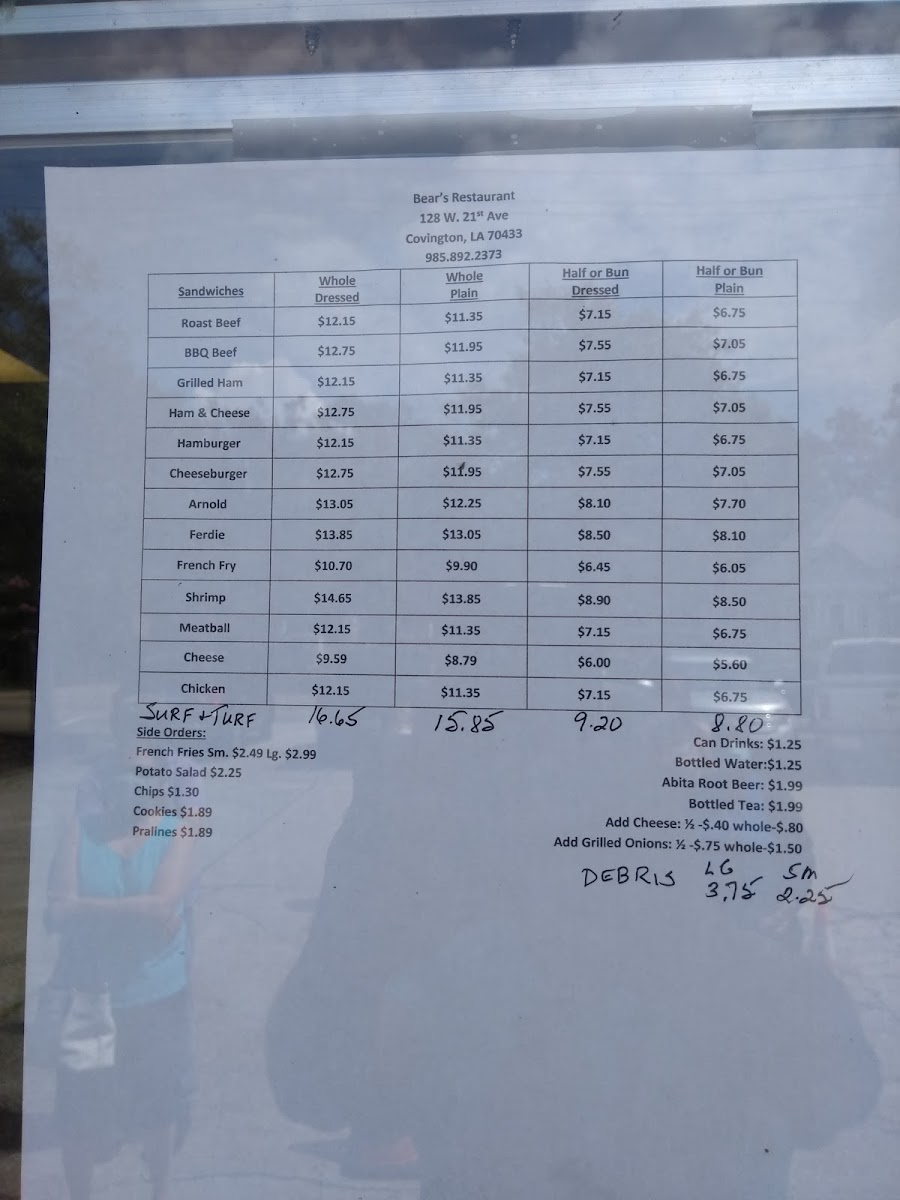 Bear's Restaurant
128 W. 21st Ave
Covington, LA 70433
985.892.2373
Sandwiches Whole Dressed Whole Plain Half or Bun Dressed Half or Bun Plain
Roast Beef $12.15 $11.35 $7.15 $6.75
BBQ Beef $12.75 $11.95 $7.55 $7.05
Grilled Ham $12.15 $11.35 $7.15 $6.75
Ham & Cheese $12.75 $11.95 $7.55 $7.05
Hamburger $12.15 $11.35 $7.15 $6.75
Cheeseburger $12.75 $11.95 $7.55 $7.05
Arnold $13.05 $12.25 $8.10 $7.70
Ferdie $13.85 $13.05 $8.50 $8.10
French Fry $10.70 $9.90 $6.45 $6.05
Shrimp $14.65 $13.85 $8.90 $8.50
Meatball $12.15 $11.35 $7.15 $6.75
Cheese $9.59 $8.79 $6.00 $5.60
Chicken $12.15 $11.35 $7.15 $6.75
SURF + TURF 16.65 15.85 9.20 8.80
Side Orders:
French Fries Sm. $2.49 Lg. $2.99
Potato Salad $2.25
Chips $1.30
Cookies $1.89
Pralines $1.89
Can Drinks: $1.25
Bottled Water:$1.25
Abita Root Beer: $1.99
Bottled Tea: $1.99
Add Cheese: ½ -$.40 whole-$.80
Add Grilled Onions: ½ -$.75 whole-$1.50
DEBRIS LG SM
3.75 2.25